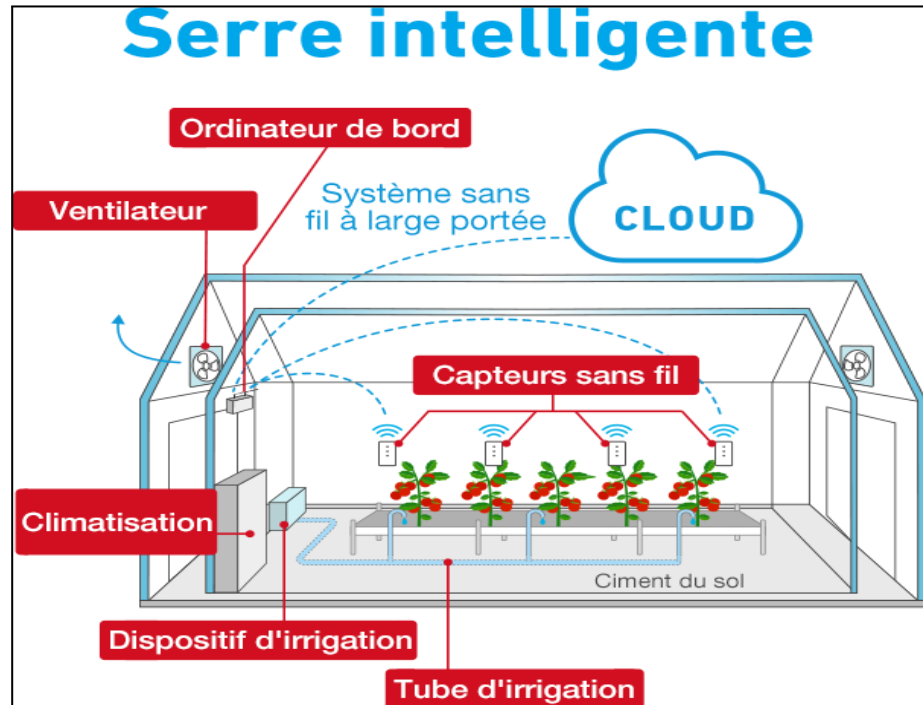 Serre intelligente
Ordinateur de bord
Système sans
fil à large portée
CLOUD
Ventilateur
Capteurs sans fil
Climatisation
Ciment du sol
Dispositif d'irrigation
Tube d'irrigation